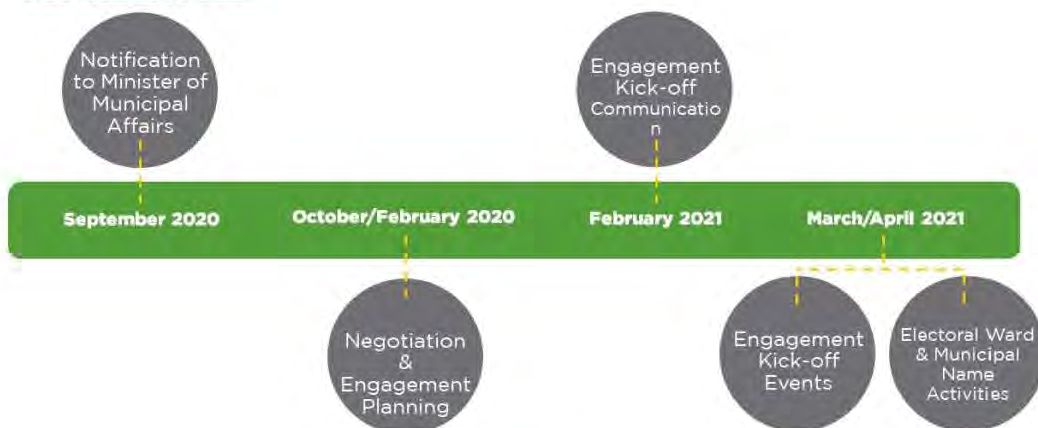 Notification
to Minister of
Municipal
Affairs
Engagement
Kick-off
Communicatio
n
September 2020
October/February 2020
February 2021
March/April 2021
Negotiation
&
Engagement
Planning
Engagement
Kick-off
Events
Electoral Ward
& Municipal
Name
Activities